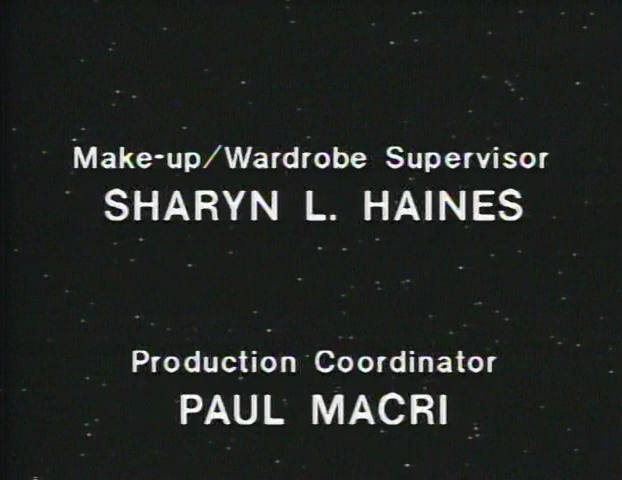 Make-up/Wardrobe Supervisor
SHARYN L. HAINES
Production Coordinator
PAUL MACRI